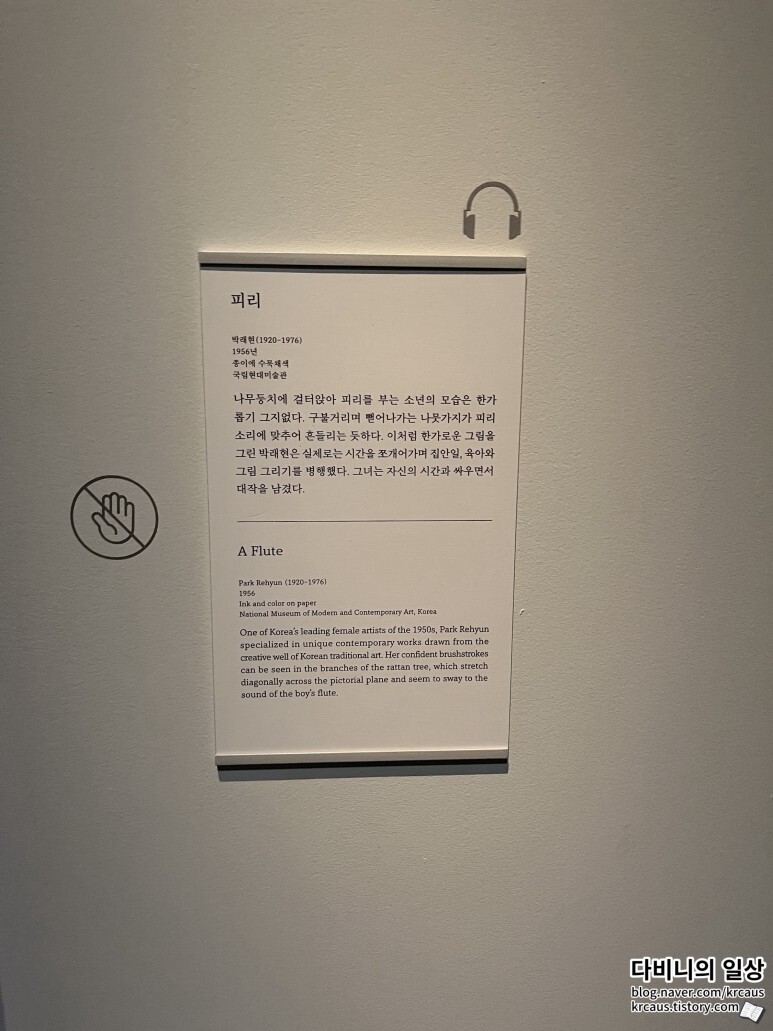 피리
박래현(1920-1976)
1956년
종이에 수묵채색
국립현대미술관
나무둥치에 걸터앉아 피리를 부는 소년의 모습은 한가
롭기 그지없다. 구불거리며 뻗어나가는 나뭇가지가 피리
소리에 맞추어 흔들리는 듯하다. 이처럼 한가로운 그림을
그린 박래현은 실제로는 시간을 쪼개어가며 집안일, 육아와
그림 그리기를 병행했다. 그녀는 자신의 시간과 싸우면서
대작을 남겼다.
A Flute
Park Rehyun (1920-1976)
1956
Ink and color on paper
National Museum of Modern and Contemporary Art, Korea
One of Korea's leading female artists of the 1950s, Park Rehyun
specialized in unique contemporary works drawn from the
creative well of Korean traditional art. Her confident brushstrokes
can be seen in the branches of the rattan tree, which stretch
diagonally across the pictorial plane and seem to sway to the
sound of the boy's flute.
다비니의 일상
blog.naver.com/krcaus
krcaus.tistory.com